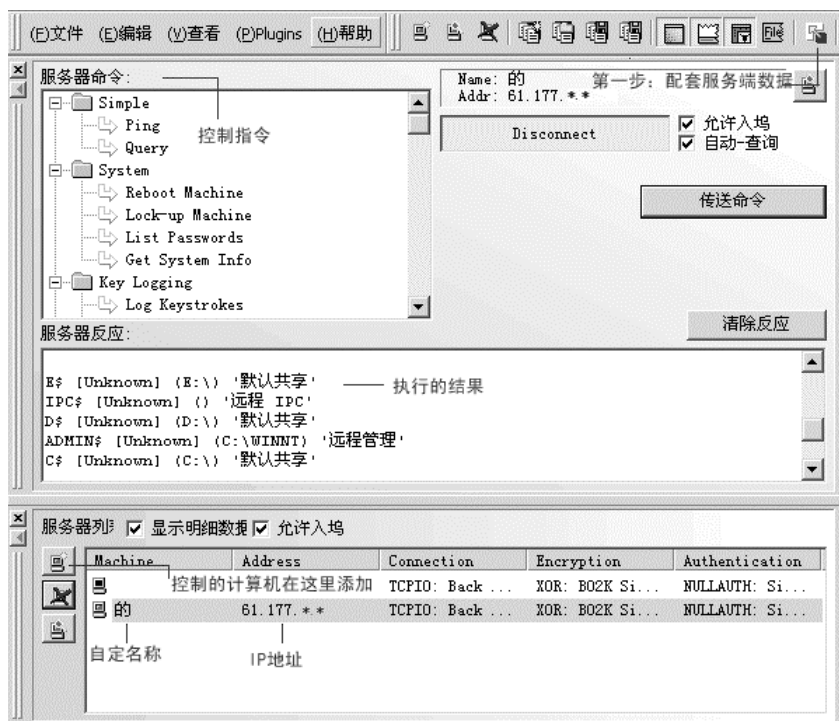 (F)文件 (E)编辑 (V)查看 (P)Plugins (H)帮助 File
服务器命令:
Simple
Ping
Query
System
Reboot Machine
Lock-up Machine
List Passwords
Get System Info
Key Logging
Log Keystrokes
控制指令
Name: 的
Addr: 61.177.*.*
第一步：配套服务端数据
Disconnect
允许入坞
自动-查询
传送命令
清除反应
服务器反应:
E$ [Unknown] (E:\) '默认共享'
IPC$ [Unknown] () '远程 IPC'
D$ [Unknown] (D:\) '默认共享'
ADMIN$ [Unknown] (C:\WINNT) '远程管理'
C$ [Unknown] (C:\) '默认共享'
执行的结果
服务器列 显示明细数据 允许入坞
Machine Address Connection Encryption Authentication
控制的计算机在这里添加 TCPIO: Back ... XOR: BO2K Si... NULLAUTH: Si...
的 61.177.*.* TCPIO: Back ... XOR: BO2K Si... NULLAUTH: Si...
自定名称
IP地址